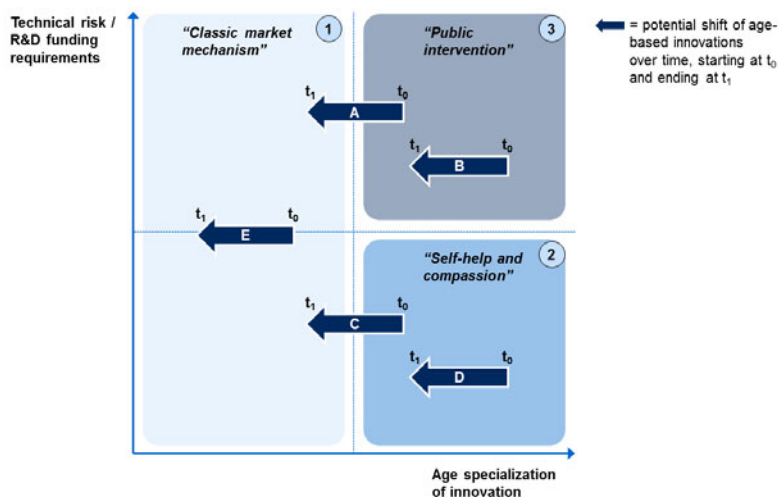 Technical risk /
R&D funding
requirements
“Classic market
mechanism”
1
“Public
intervention”
3
= potential shift of age-
based innovations
over time, starting at t0
and ending at t1
t1
t0
A
t1
t0
B
t1
t0
E
“Self-help and
compassion”
2
t1
t0
C
t1
t0
D
Age specialization
of innovation